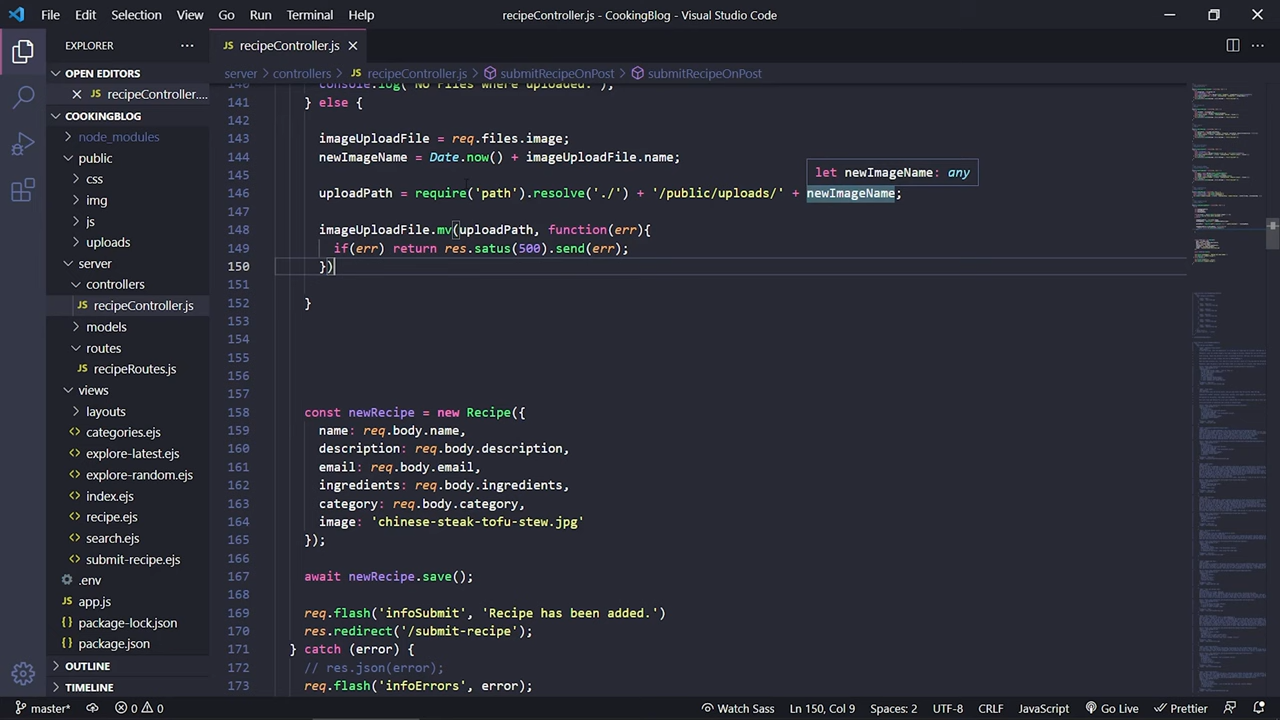 File Edit Selection View Go Run Terminal Help
recipeController.js - CookingBlog - Visual Studio Code
EXPLORER
OPEN EDITORS
recipeController....
COOKINGBLOG
node_modules
public
css
img
js
uploads
server
controllers
recipeController.js
models
routes
recipeRoutes.js
views
layouts
categories.ejs
explore-latest.ejs
explore-random.ejs
index.ejs
recipe.ejs
search.ejs
submit-recipe.ejs
.env
app.js
package-lock.json
package.json
OUTLINE
TIMELINE
JS recipeController.js
server > controllers > JS recipeController.js > submitRecipeOnPost > submitRecipeOnPost
140 console.log('No Files where uploaded.');
141 } else {
142
143 imageUploadFile = req.files.image;
144 newImageName = Date.now() + imageUploadFile.name;
145
let newImageName: any
146 uploadPath = require('path').resolve('./') + '/public/uploads/' + newImageName;
147
148 imageUploadFile.mv(uploadPath, function(err){
149 if(err) return res.satus(500).send(err);
150 })
151
152 }
153
154
155
156
157
158 const newRecipe = new Recipe({
159 name: req.body.name,
160 description: req.body.description,
161 email: req.body.email,
162 ingredients: req.body.ingredients,
163 category: req.body.category,
164 image: 'chinese-steak-tofu-stew.jpg'
165 });
166
167 await newRecipe.save();
168
169 req.flash('infoSubmit', 'Recipe has been added.')
170 res.redirect('/submit-recipe');
171 } catch (error) {
172 // res.json(error);
173 req.flash('infoErrors', error);
master* 0 0 Watch Sass Ln 150, Col 9 Spaces: 2 UTF-8 CRLF JavaScript Go Live Prettier